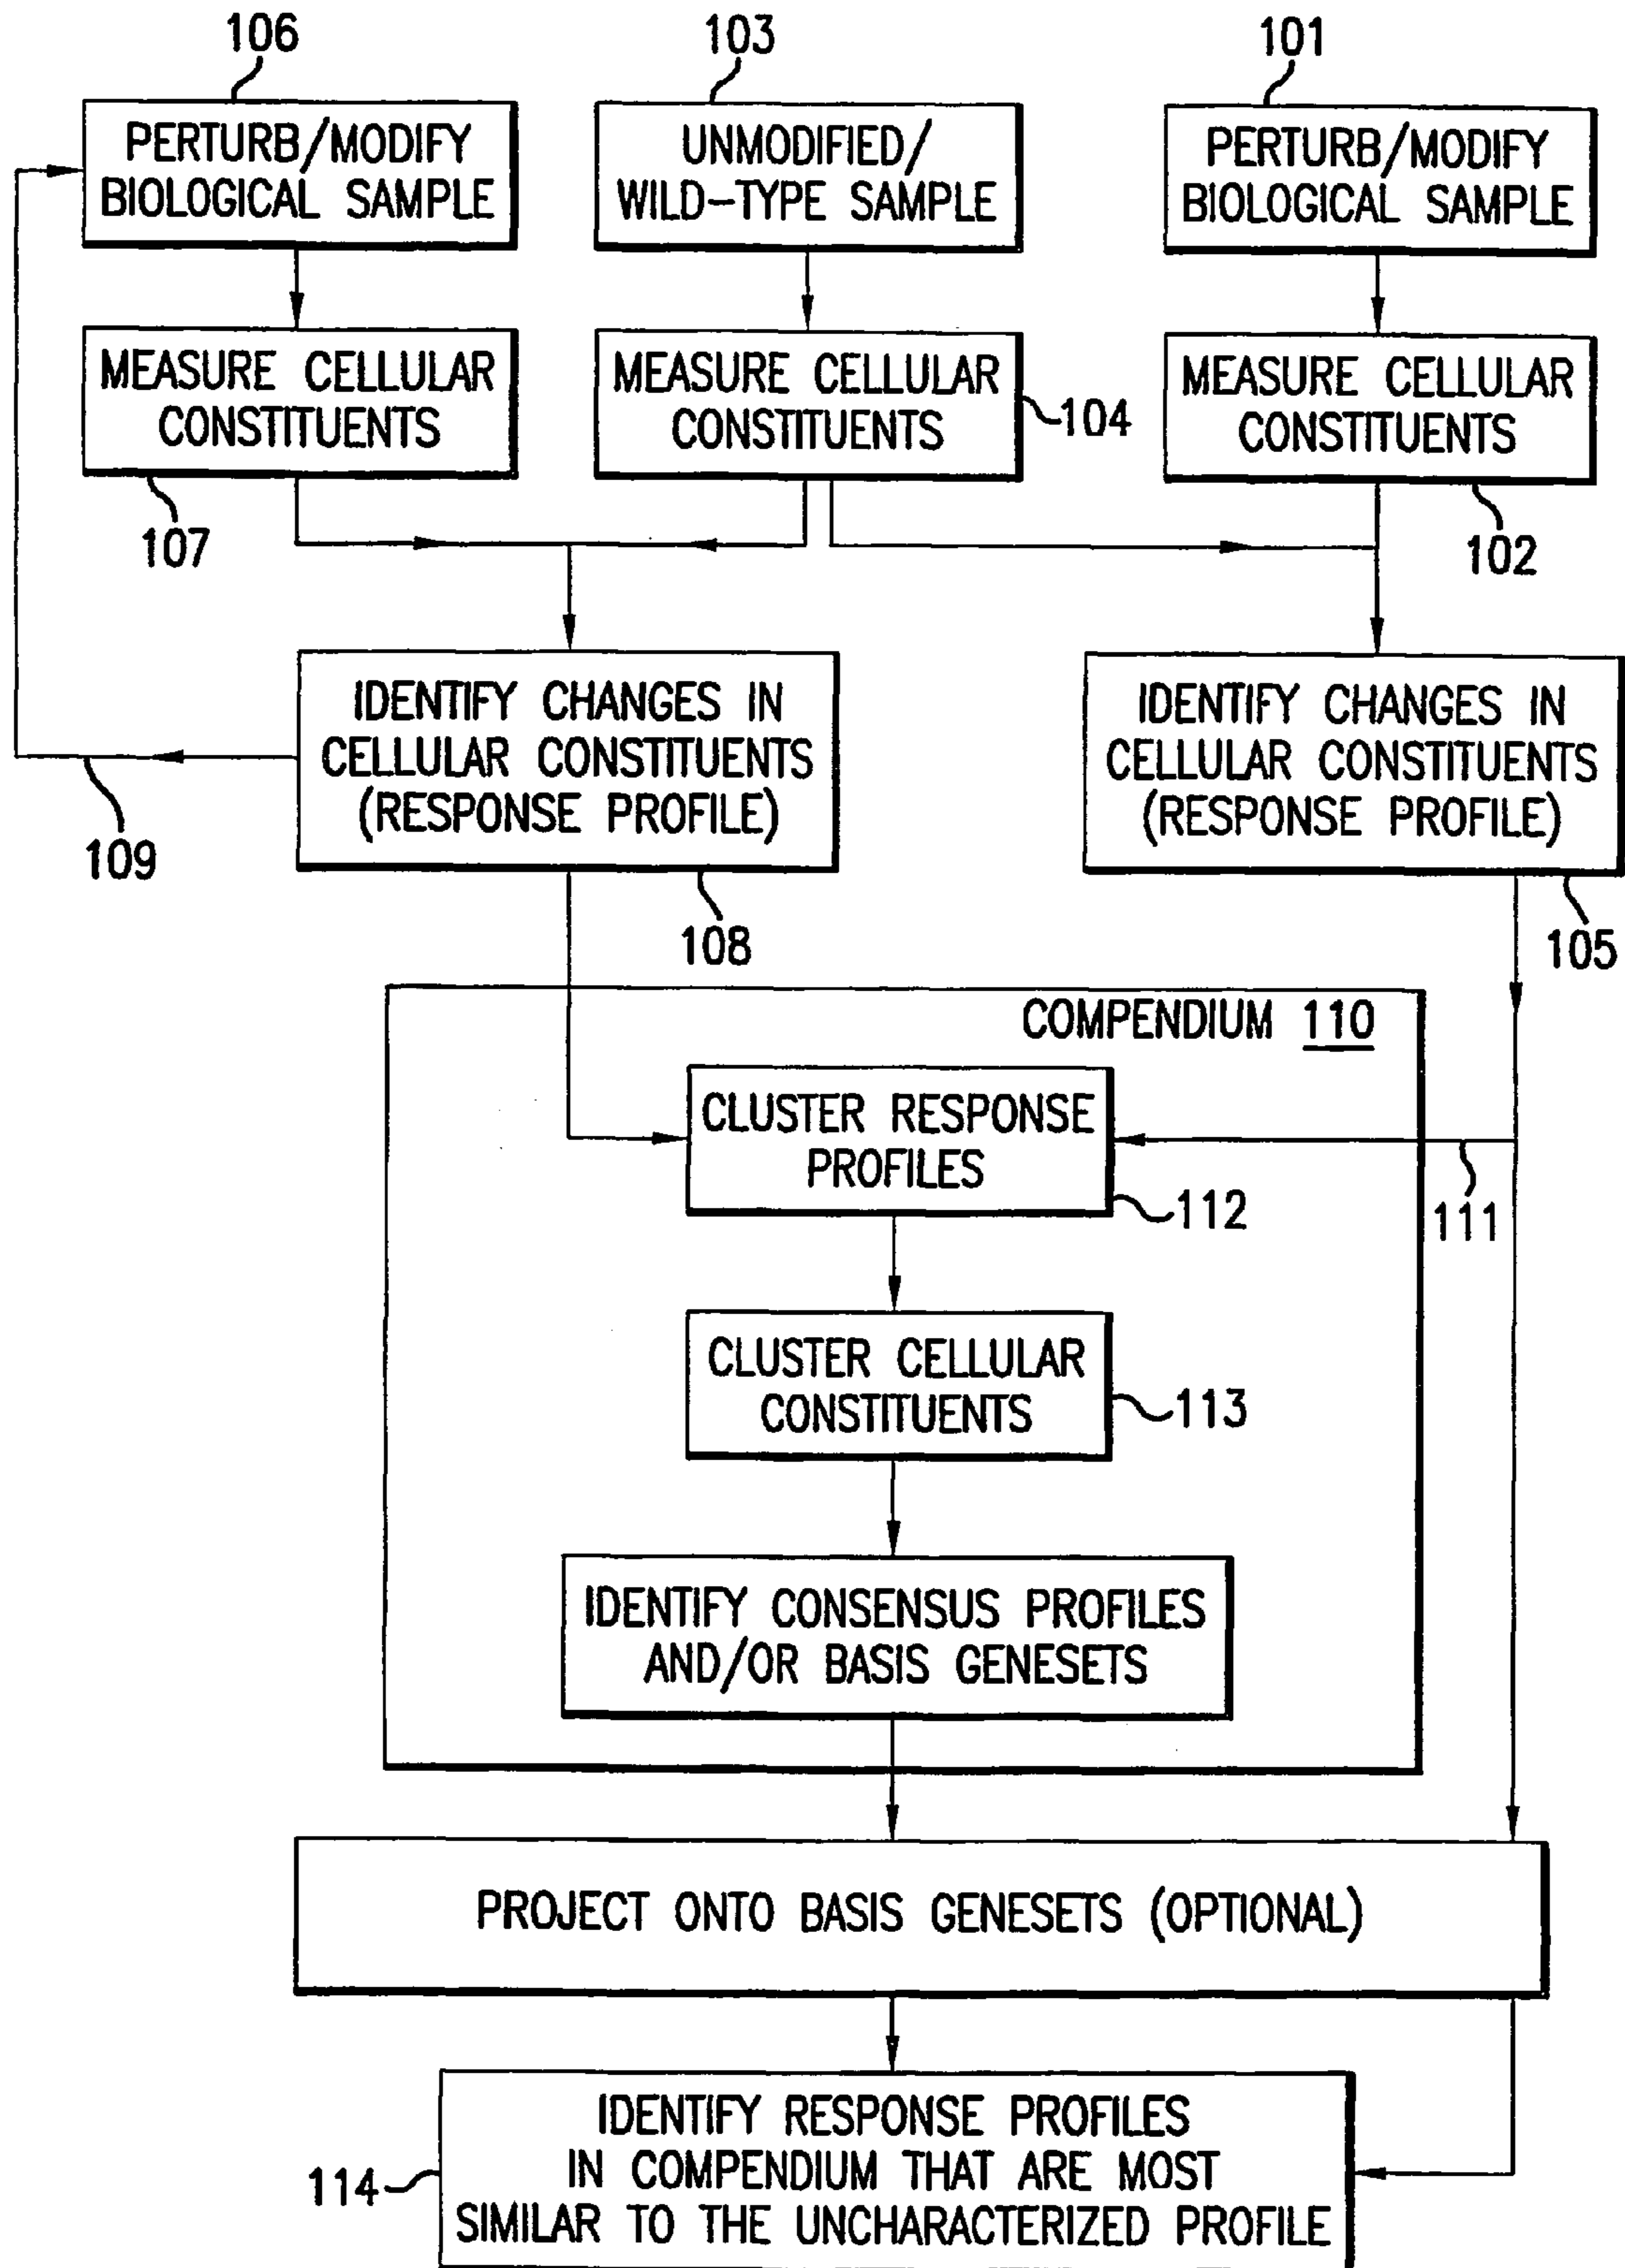 106
103
101
PERTURB/MODIFY
BIOLOGICAL SAMPLE
UNMODIFIED/
WILD-TYPE SAMPLE
PERTURB/MODIFY
BIOLOGICAL SAMPLE
MEASURE CELLULAR
CONSTITUENTS
MEASURE CELLULAR
CONSTITUENTS
104
MEASURE CELLULAR
CONSTITUENTS
107
102
IDENTIFY CHANGES IN
CELLULAR CONSTITUENTS
(RESPONSE PROFILE)
IDENTIFY CHANGES IN
CELLULAR CONSTITUENTS
(RESPONSE PROFILE)
109
108
105
COMPENDIUM 110
CLUSTER RESPONSE
PROFILES
112
111
CLUSTER CELLULAR
CONSTITUENTS
113
IDENTIFY CONSENSUS PROFILES
AND/OR BASIS GENESETS
PROJECT ONTO BASIS GENESETS (OPTIONAL)
IDENTIFY RESPONSE PROFILES
IN COMPENDIUM THAT ARE MOST
SIMILAR TO THE UNCHARACTERIZED PROFILE
114